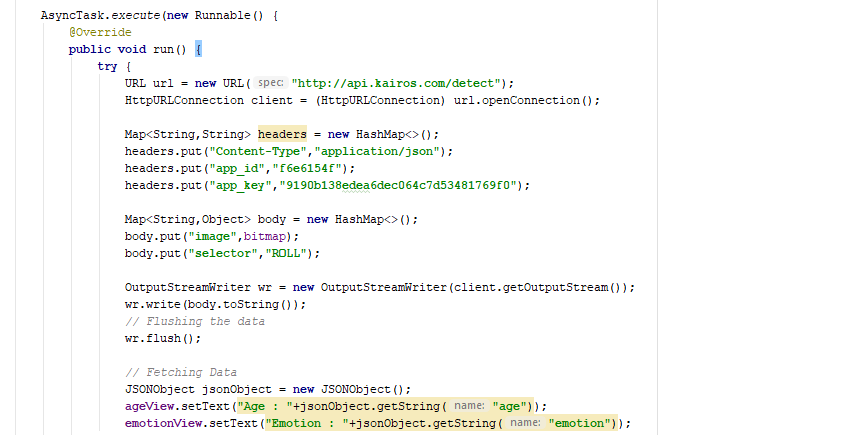 AsyncTask.execute(new Runnable() {
@Override
public void run() {
try {
URL url = new URL( spec: "http://api.kairos.com/detect");
HttpURLConnection client = (HttpURLConnection) url.openConnection();
Map<String,String> headers = new HashMap<>();
headers.put("Content-Type","application/json");
headers.put("app_id","f6e6154f");
headers.put("app_key","9190b138edea6dec064c7d53481769f0");
Map<String,Object> body = new HashMap<>();
body.put("image",bitmap);
body.put("selector","ROLL");
OutputStreamWriter wr = new OutputStreamWriter(client.getOutputStream());
wr.write(body.toString());
// Flushing the data
wr.flush();
// Fetching Data
JSONObject jsonObject = new JSONObject();
ageView.setText("Age : "+jsonObject.getString( name: "age"));
emotionView.setText("Emotion : "+jsonObject.getString( name: "emotion"));